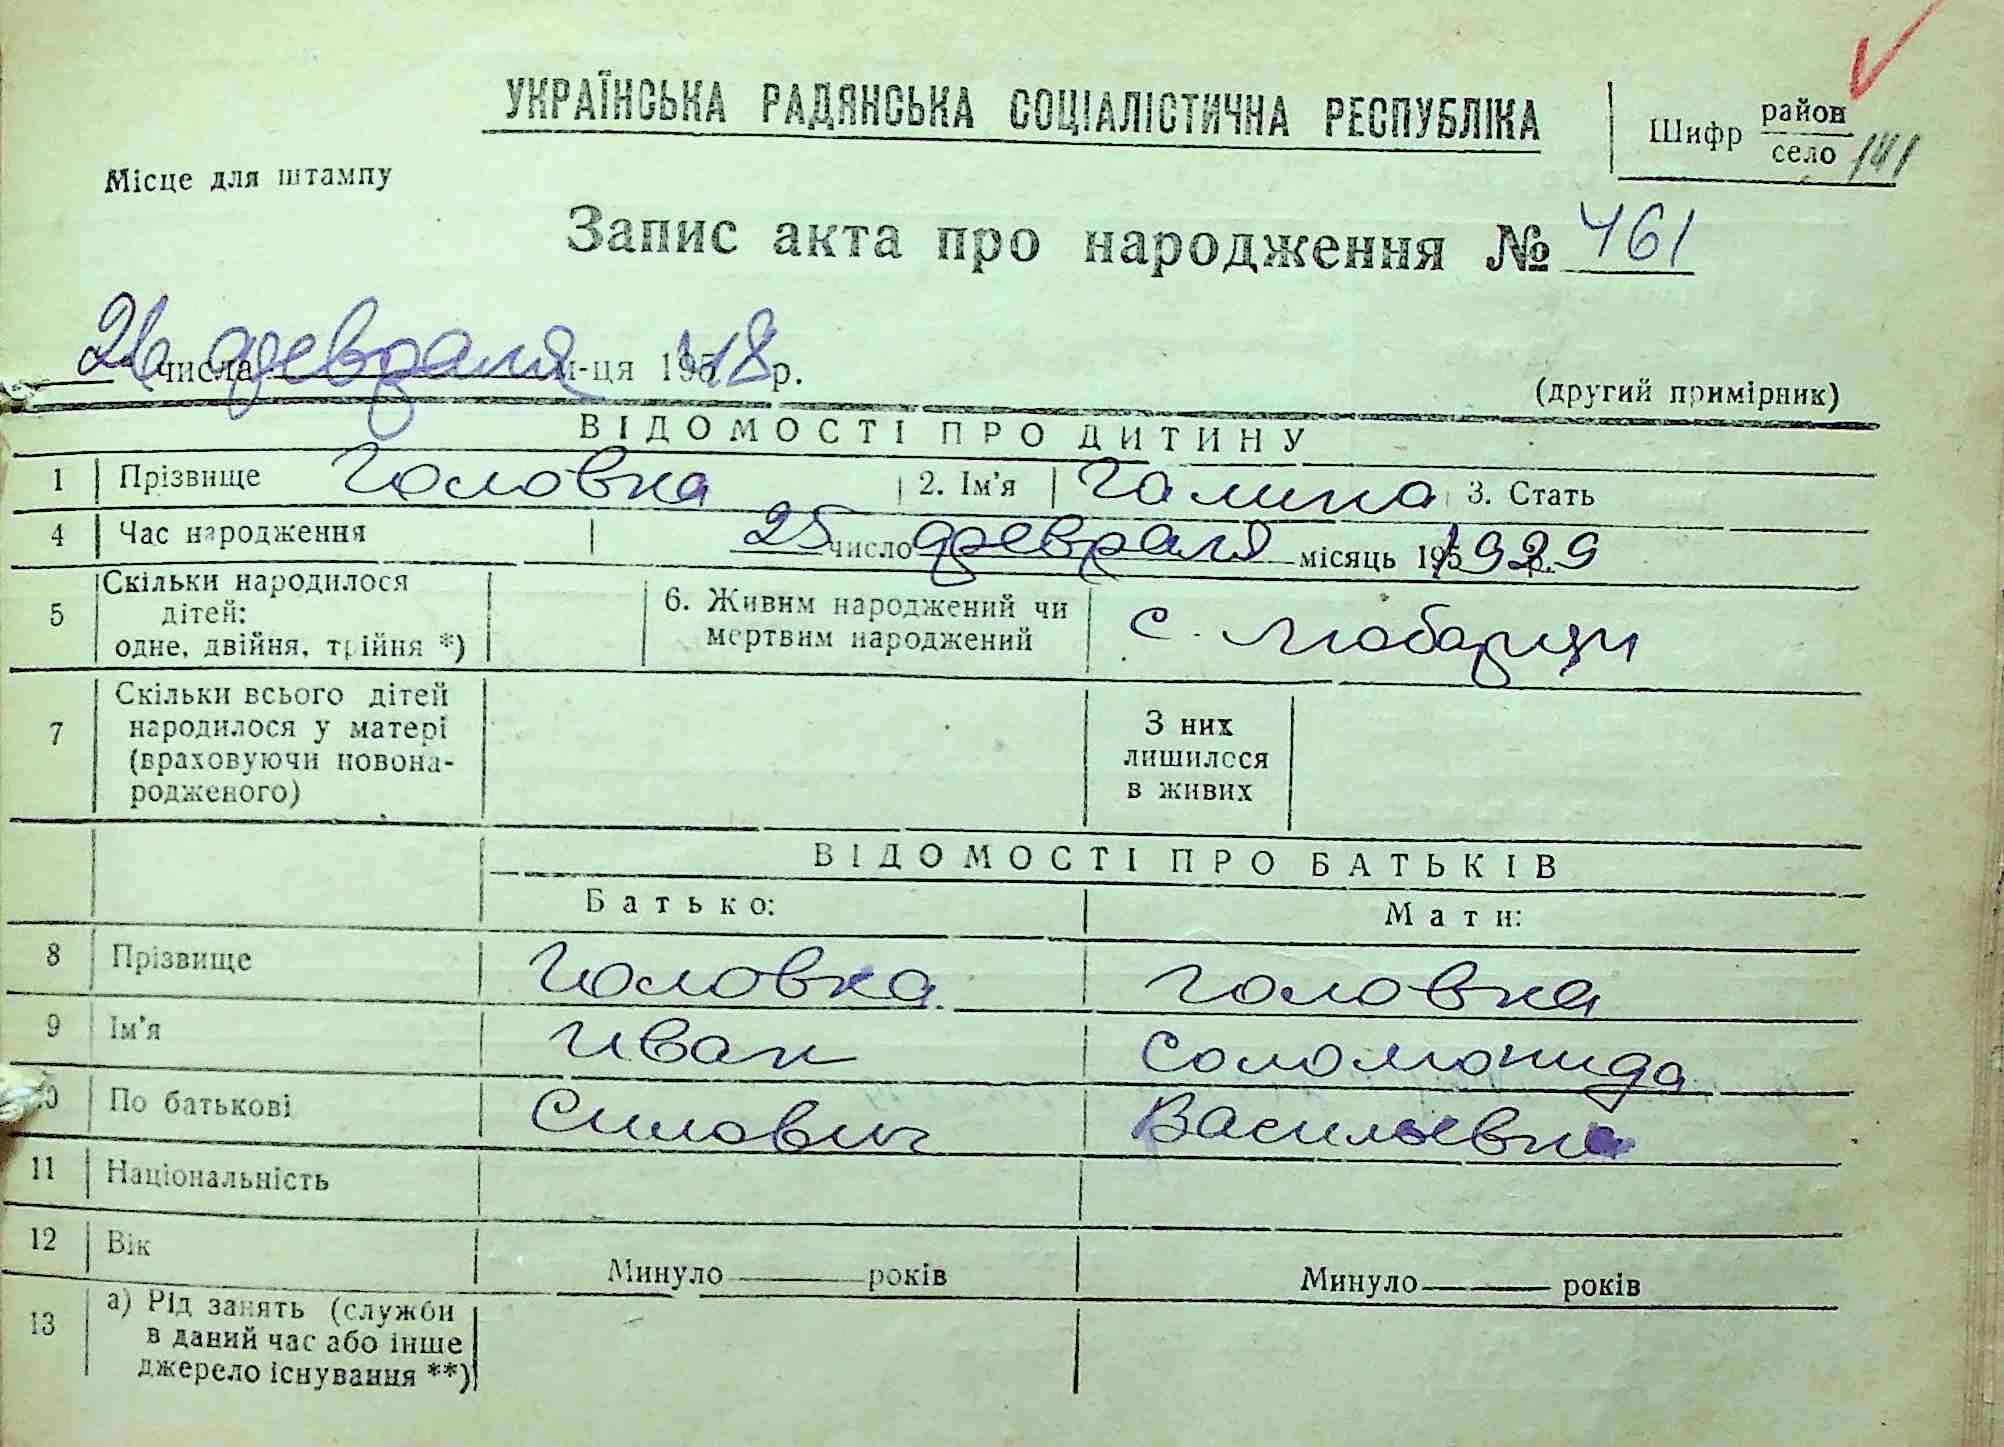 УКРАЇНСЬКА РАДЯНСЬКА СОЦІАЛІСТИЧНА РЕСПУБЛІКА
Шифр район
село 141
Місце для штампу
Запис акта про народження № 461
26 числа февраля м-ця 1948 р.
(другий примірник)
ВІДОМОСТІ ПРО ДИТИНУ
1 Прізвище Головка 2. Ім'я Галина 3. Стать
4 Час народження 25 число февраля місяць 1929
5 Скільки народилося дітей: одне, двійня, трійня *) 6. Живим народжений чи мертвим народжений с. Любарци
7 Скільки всього дітей народилося у матері (враховуючи новона-родженого) З них лишилося в живих
ВІДОМОСТІ ПРО БАТЬКІВ
Батько: Мати:
8 Прізвище Головка Головка
9 Ім'я Иван Соломонида
10 По батькові Силович Васильевна
11 Національність
12 Вік Минуло років Минуло років
13 а) Рід занять (служби в даний час або інше джерело існування **)